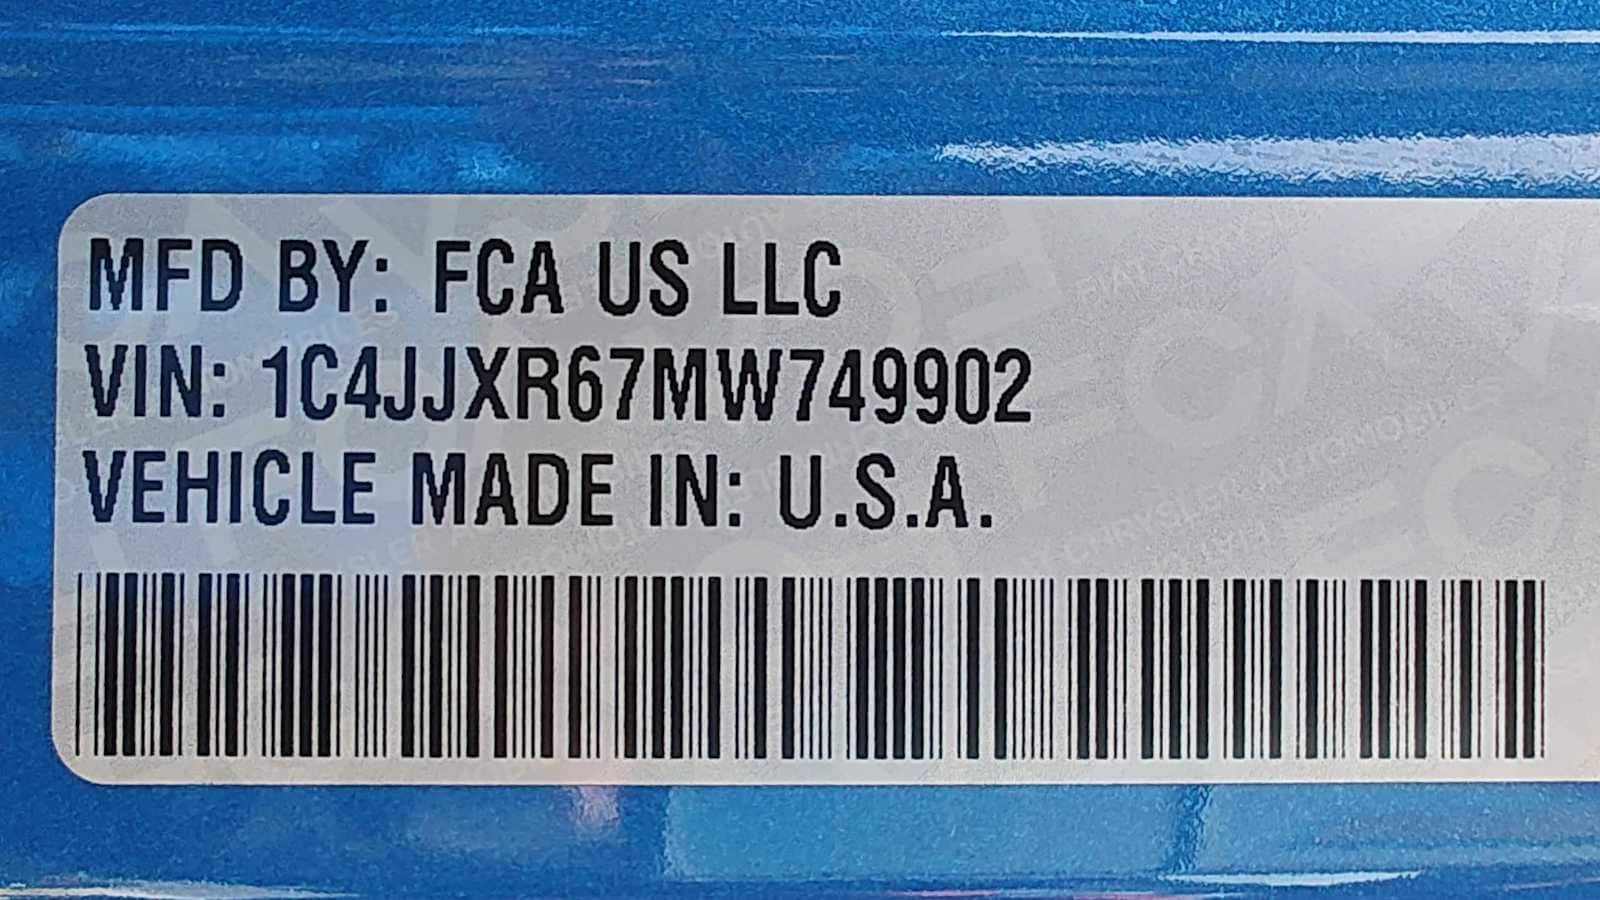 MFD BY: FCA US LLC
VIN: 1C4JJXR67MW749902
VEHICLE MADE IN: U.S.A.